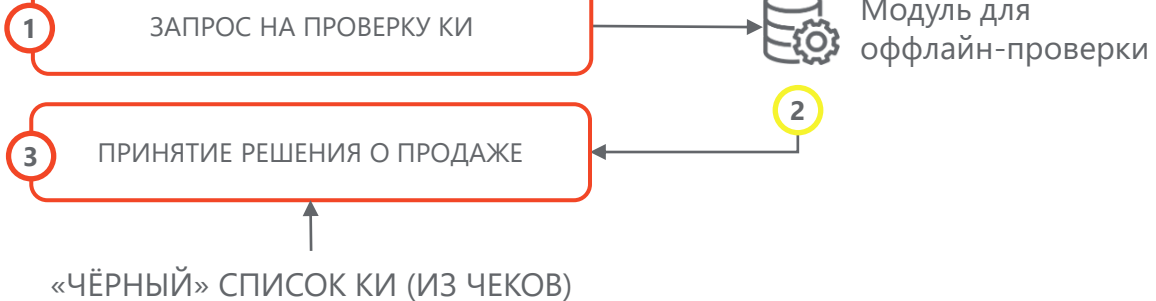 1
ЗАПРОС НА ПРОВЕРКУ КИ
Модуль для
оффлайн-проверки
2
3
ПРИНЯТИЕ РЕШЕНИЯ О ПРОДАЖЕ
«ЧЁРНЫЙ» СПИСОК КИ (ИЗ ЧЕКОВ)